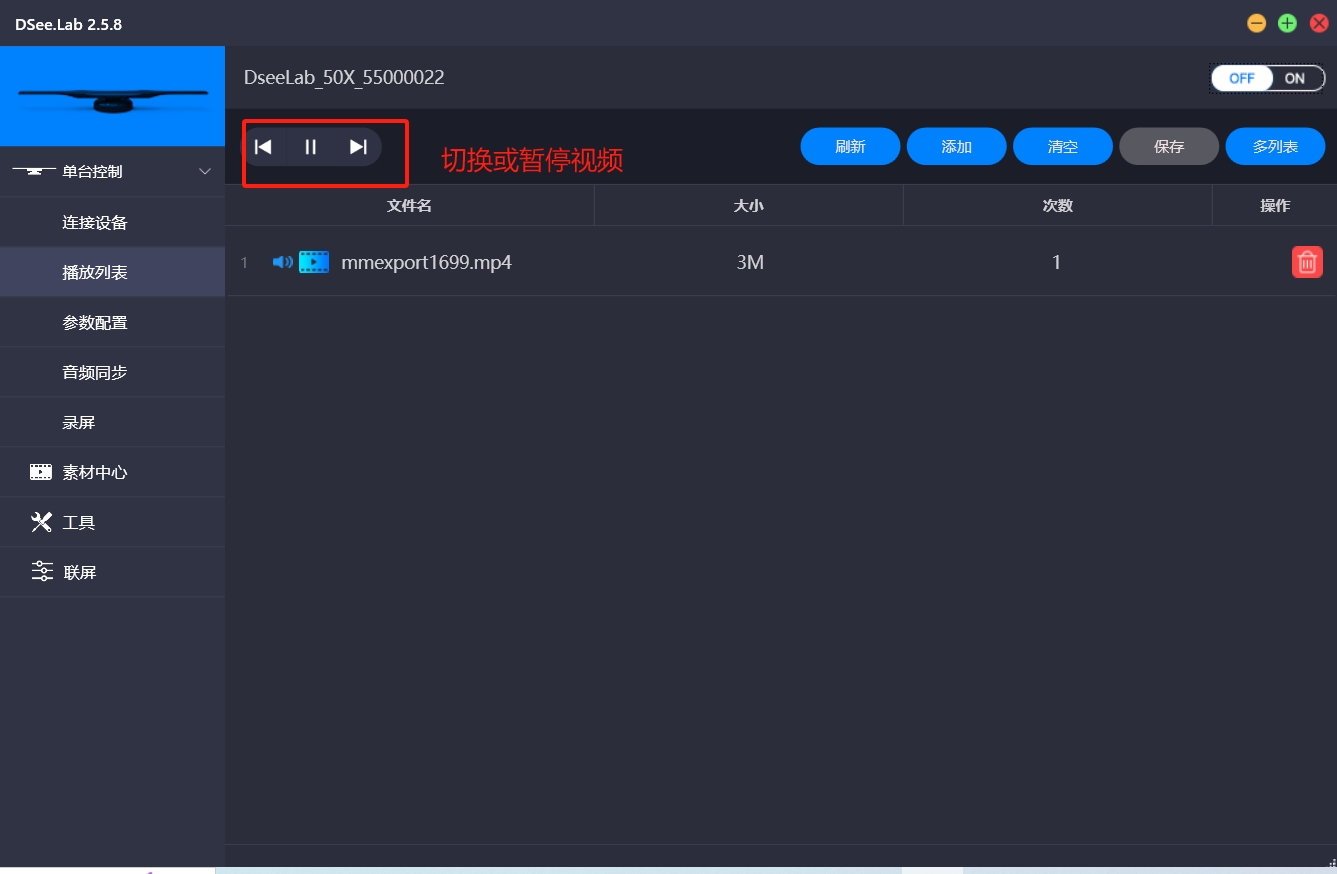 DSee.Lab 2.5.8
DseeLab_50X_55000022
OFF ON
切换或暂停视频
刷新 添加 清空 保存 多列表
单台控制
连接设备
播放列表
参数配置
音频同步
录屏
素材中心
工具
联屏
文件名 大小 次数 操作
1 mmexport1699.mp4 3M 1